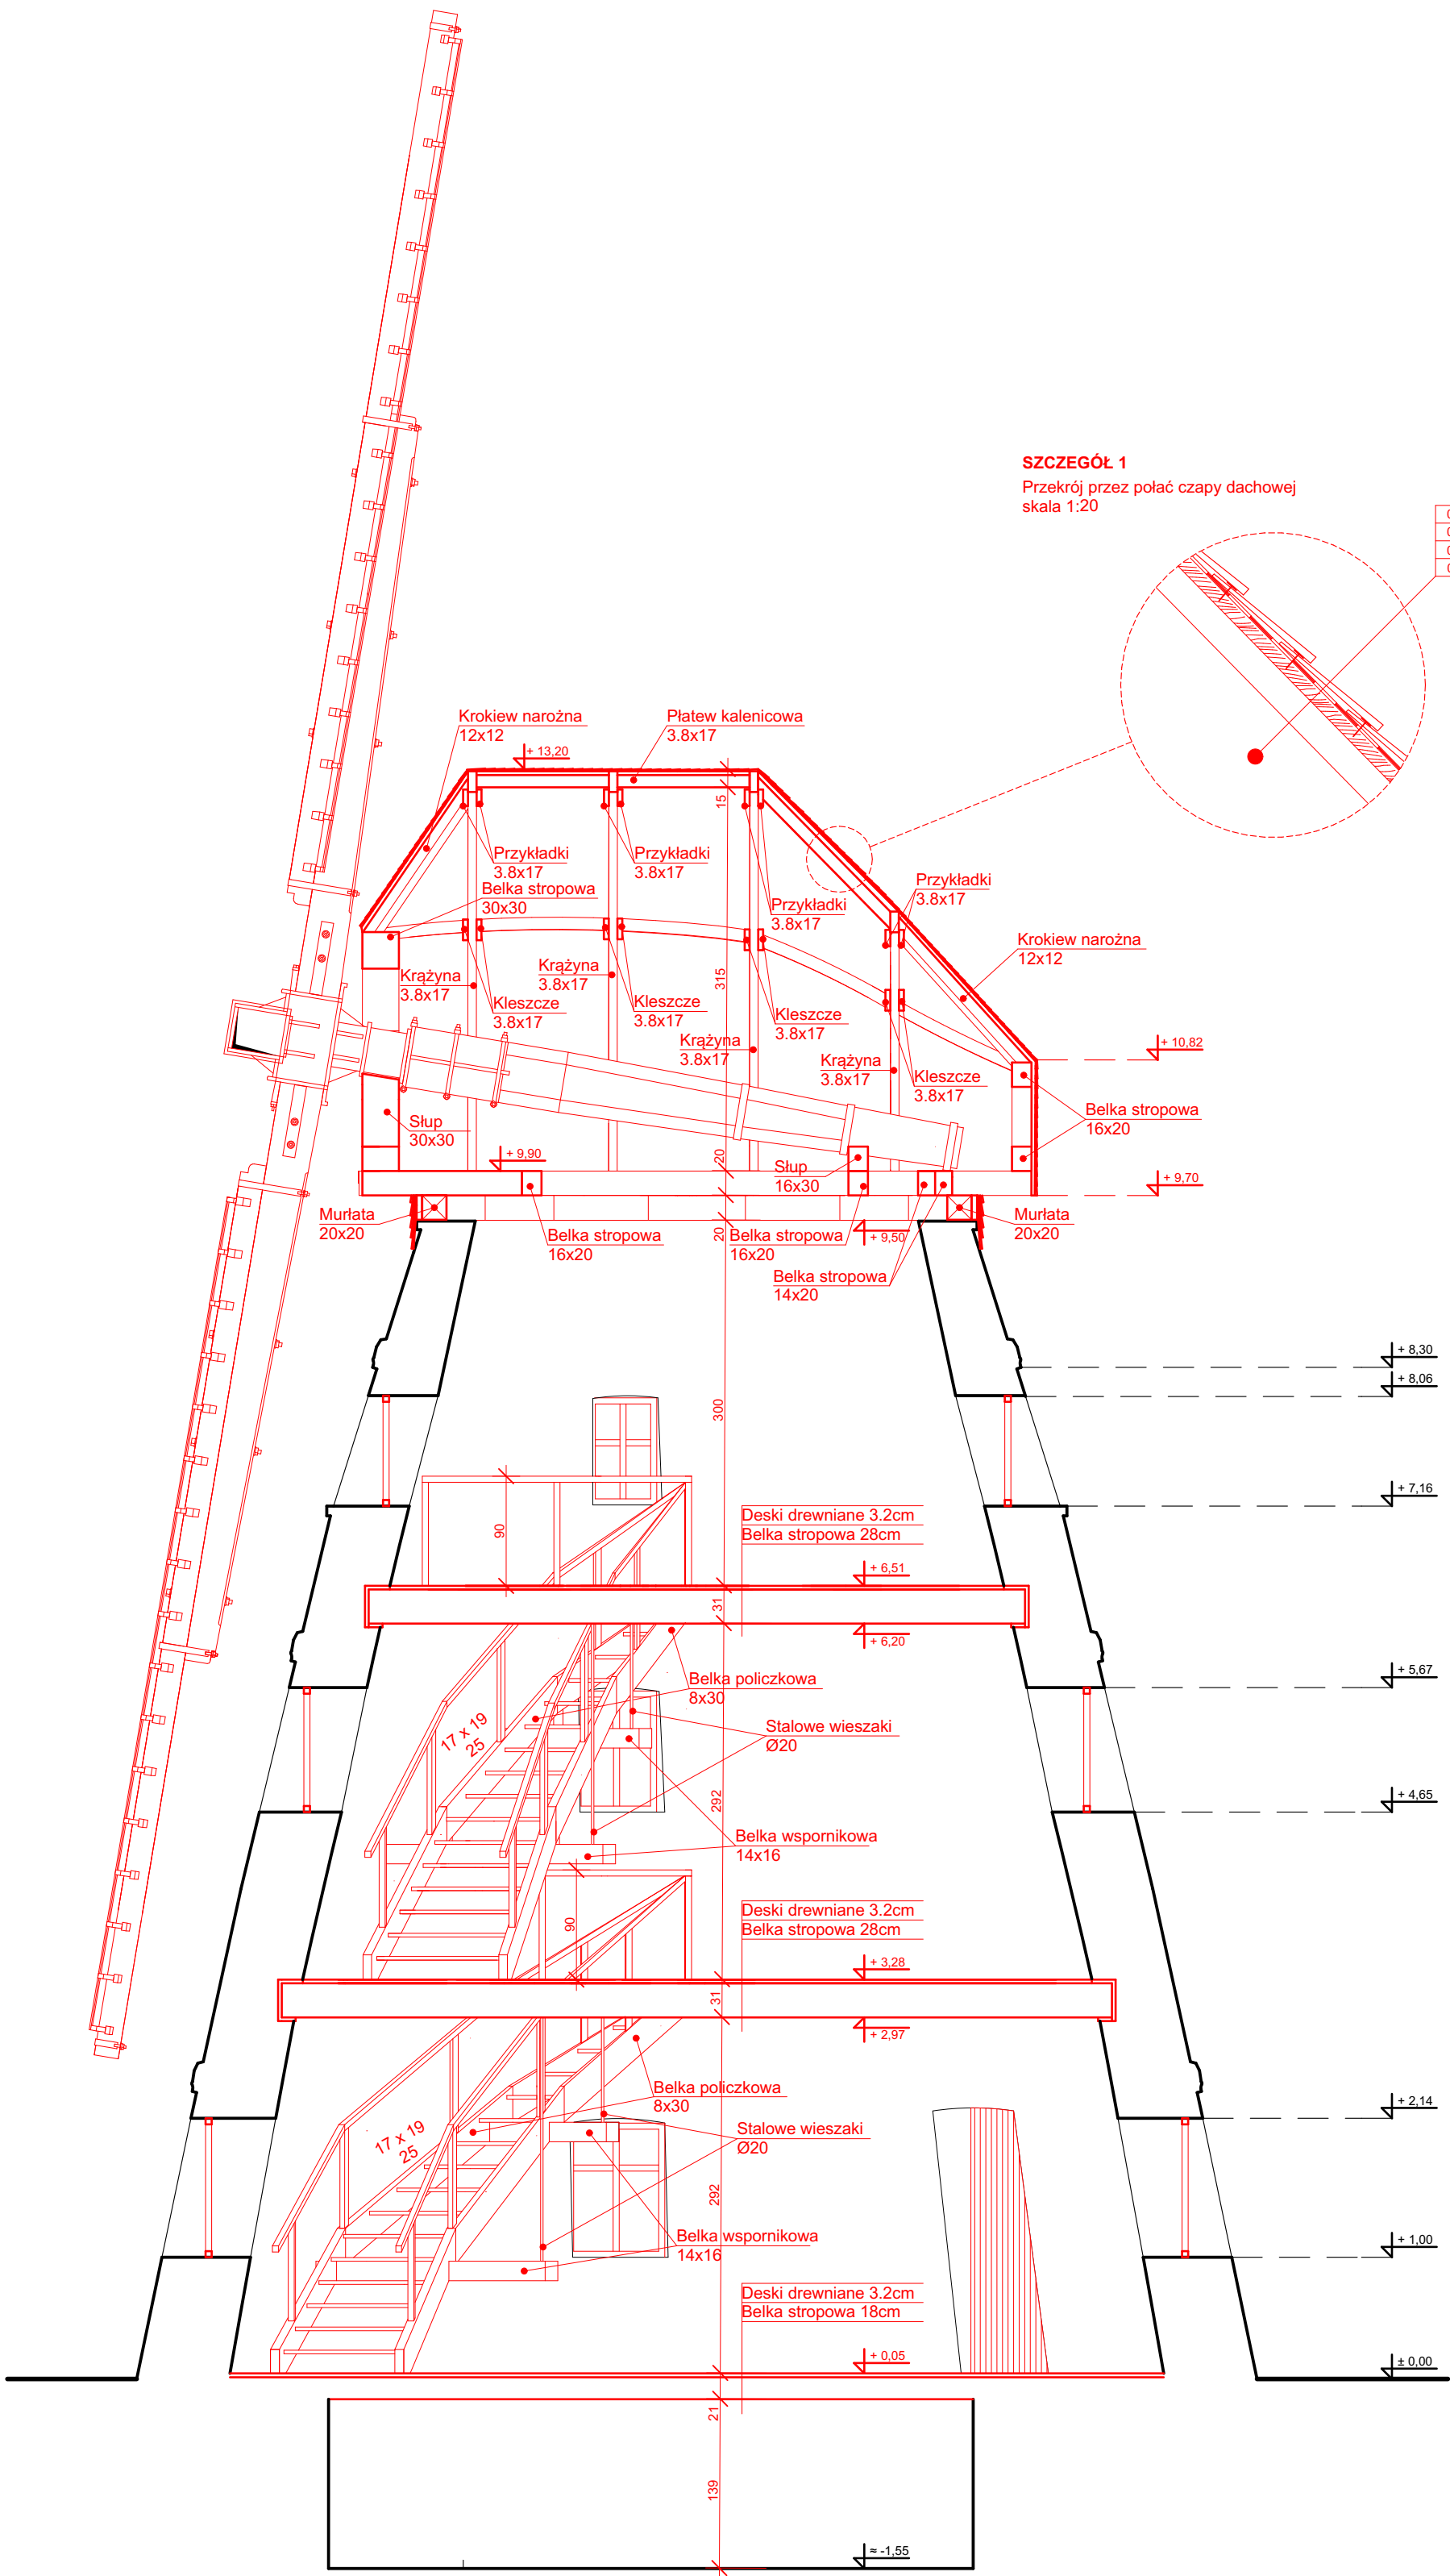 SZCZEGÓŁ 1
Przekrój przez połać czapy dachowej
skala 1:20
Krokiew narożna
12x12
Płatew kalenicowa
3.8x17
+ 13,20
15
Przykładki
3.8x17
Przykładki
3.8x17
Belka stropowa
30x30
Przykładki
3.8x17
Przykładki
3.8x17
Krokiew narożna
12x12
Krążyna
3.8x17
Krążyna
3.8x17
315
Kleszcze
3.8x17
Kleszcze
3.8x17
Kleszcze
3.8x17
Krążyna
3.8x17
Krążyna
3.8x17
Kleszcze
3.8x17
+ 10,82
Belka stropowa
16x20
Słup
30x30
+ 9,90
20
Słup
16x30
+ 9,70
Murłata
20x20
Murłata
20x20
20
Belka stropowa
16x20
Belka stropowa
16x20
+ 9,50
Belka stropowa
14x20
+ 8,30
+ 8,06
300
+ 7,16
90
Deski drewniane 3.2cm
Belka stropowa 28cm
+ 6,51
31
+ 6,20
+ 5,67
Belka policzkowa
8x30
17 x 19
25
Stalowe wieszaki
Ø20
292
+ 4,65
Belka wspornikowa
14x16
90
Deski drewniane 3.2cm
Belka stropowa 28cm
+ 3,28
31
+ 2,97
Belka policzkowa
8x30
+ 2,14
17 x 19
25
Stalowe wieszaki
Ø20
292
Belka wspornikowa
14x16
+ 1,00
Deski drewniane 3.2cm
Belka stropowa 18cm
+ 0,05
± 0,00
21
139
≈ -1,55